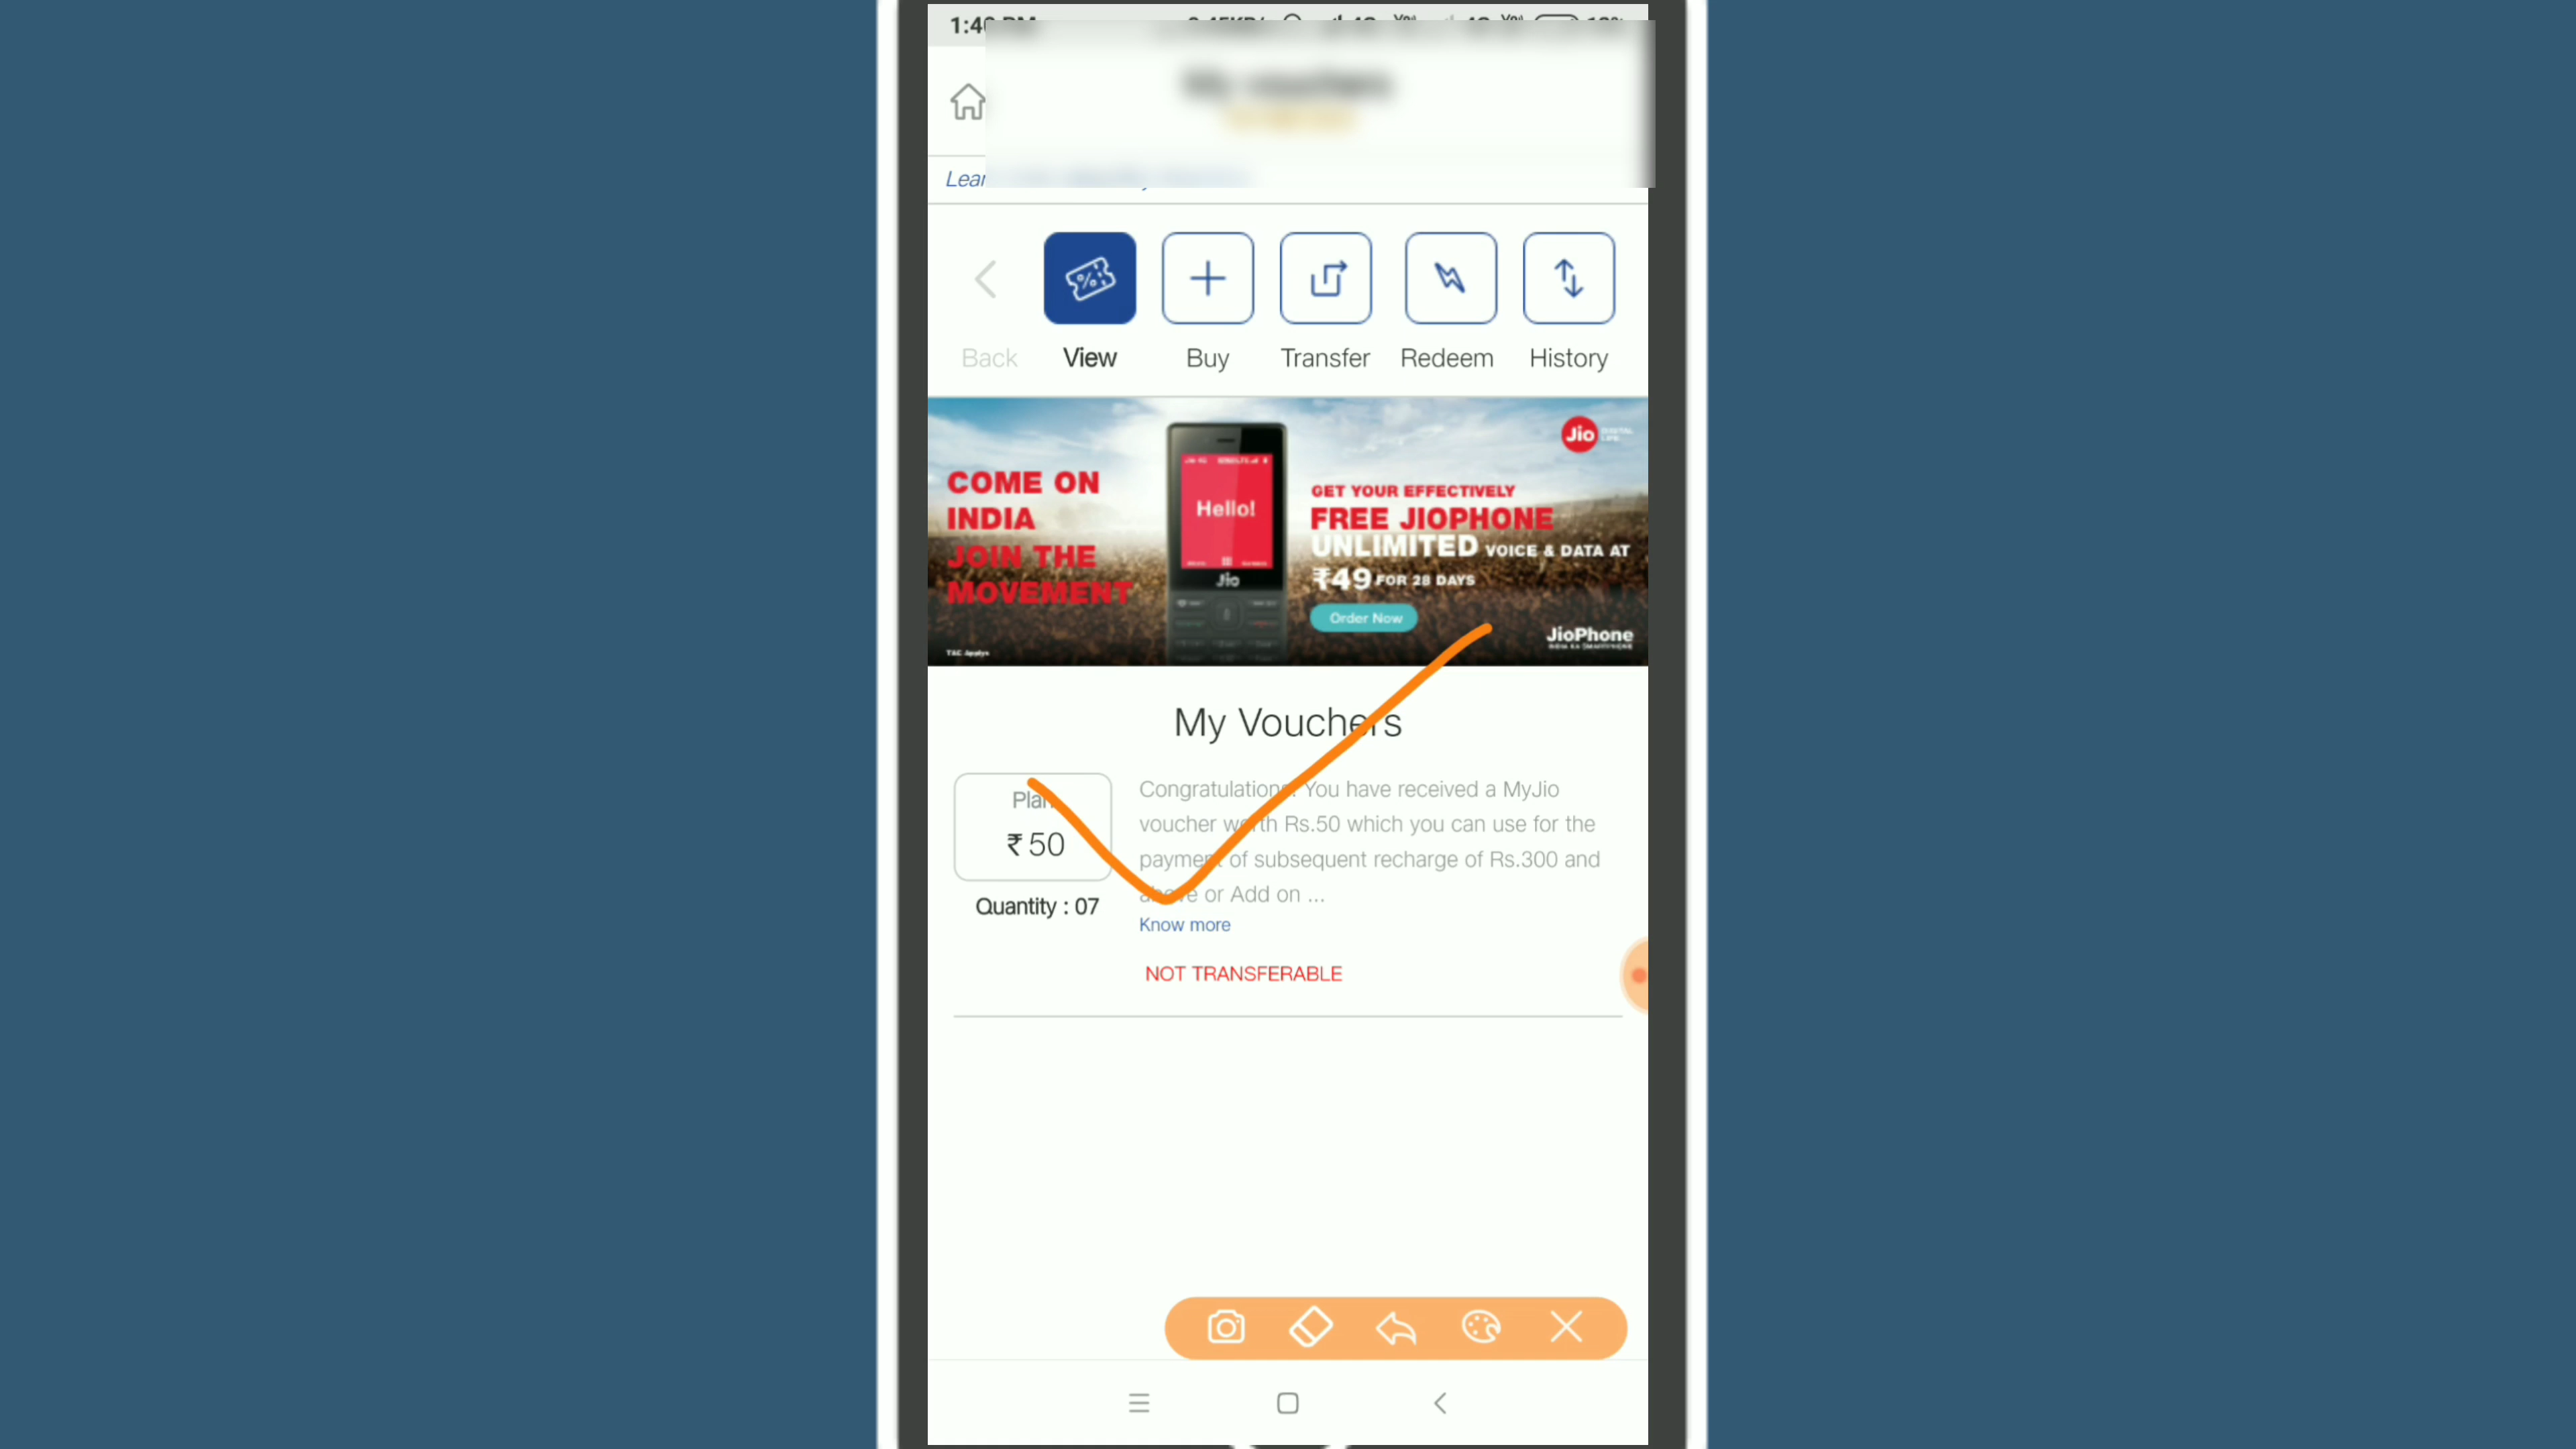 My vouchers
View
Buy
Transfer
Redeem
History
Back
Jio
COME ON
INDIA
JOIN THE
MOVEMENT
Hello!
Jio
GET YOUR EFFECTIVELY
FREE JIOPHONE
UNLIMITED VOICE & DATA AT
₹49 FOR 28 DAYS
Order Now
JioPhone
T&C Applys
My Vouchers
Plan
₹50
Quantity : 07
Congratulations! You have received a MyJio
voucher worth Rs.50 which you can use for the
payment of subsequent recharge of Rs.300 and
above or Add on ...
Know more
NOT TRANSFERABLE